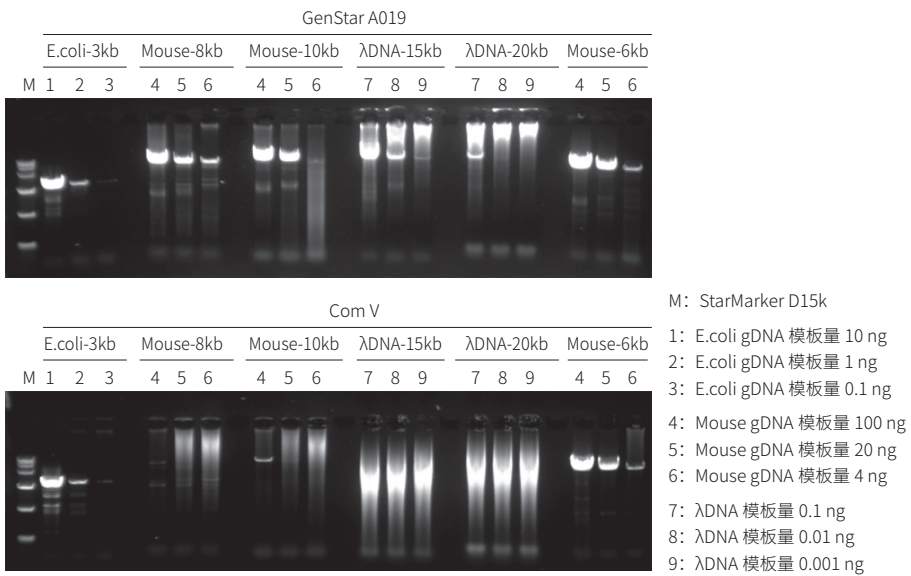 GenStar A019
E.coli-3kb Mouse-8kb Mouse-10kb λDNA-15kb λDNA-20kb Mouse-6kb
M 1 2 3 4 5 6 4 5 6 7 8 9 7 8 9 4 5 6
Com V
E.coli-3kb Mouse-8kb Mouse-10kb λDNA-15kb λDNA-20kb Mouse-6kb
M 1 2 3 4 5 6 4 5 6 7 8 9 7 8 9 4 5 6
M：StarMarker D15k
1：E.coli gDNA 模板量 10 ng
2：E.coli gDNA 模板量 1 ng
3：E.coli gDNA 模板量 0.1 ng
4：Mouse gDNA 模板量 100 ng
5：Mouse gDNA 模板量 20 ng
6：Mouse gDNA 模板量 4 ng
7：λDNA 模板量 0.1 ng
8：λDNA 模板量 0.01 ng
9：λDNA 模板量 0.001 ng